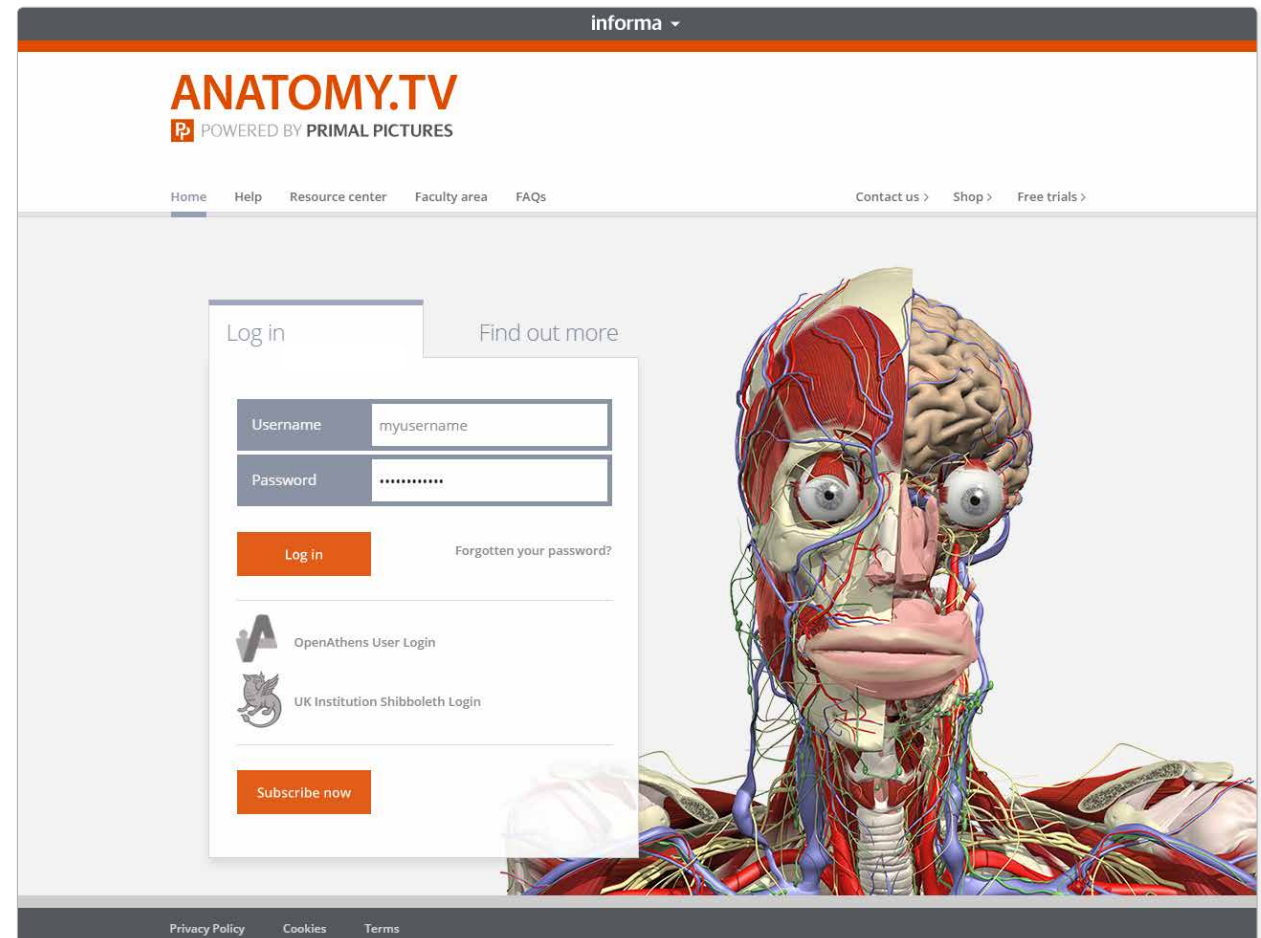 informa
ANATOMY.TV
POWERED BY PRIMAL PICTURES
Home Help Resource center Faculty area FAQs Contact us > Shop > Free trials >
Log in Find out more
Username myusername
Password ••••••••••••
Log in Forgotten your password?
OpenAthens User Login
UK Institution Shibboleth Login
Subscribe now
Privacy Policy Cookies Terms